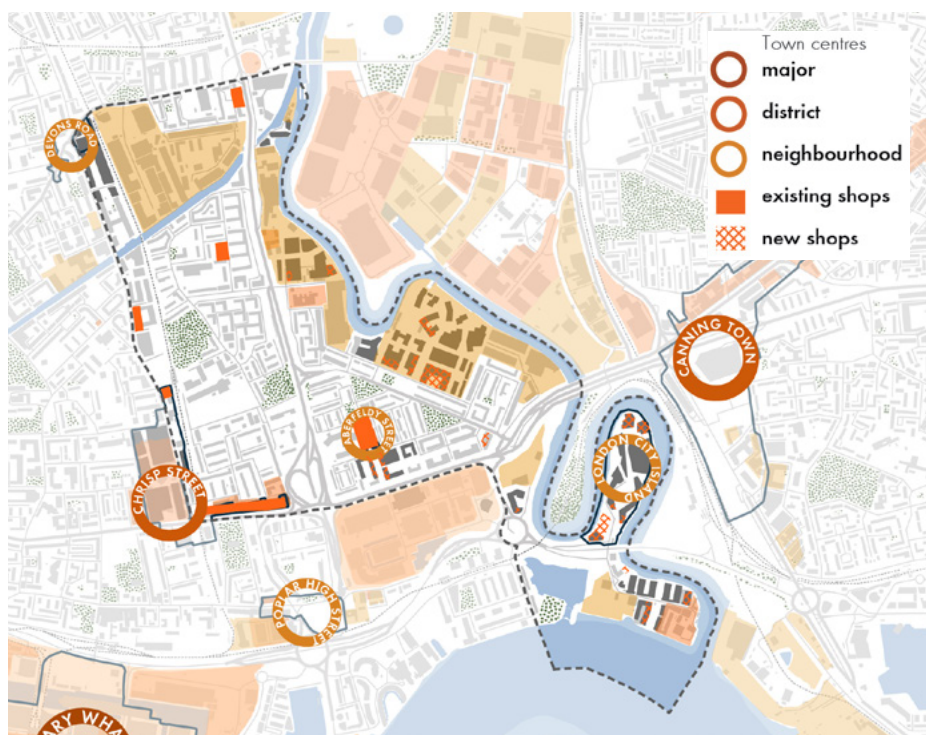 Town centres
major
district
neighbourhood
existing shops
new shops
DEVONS ROAD
CANNING TOWN
ABERFELDY STREET
LONDON CITY ISLAND
CHRISP STREET
POPLAR HIGH STREET
ARY WHA